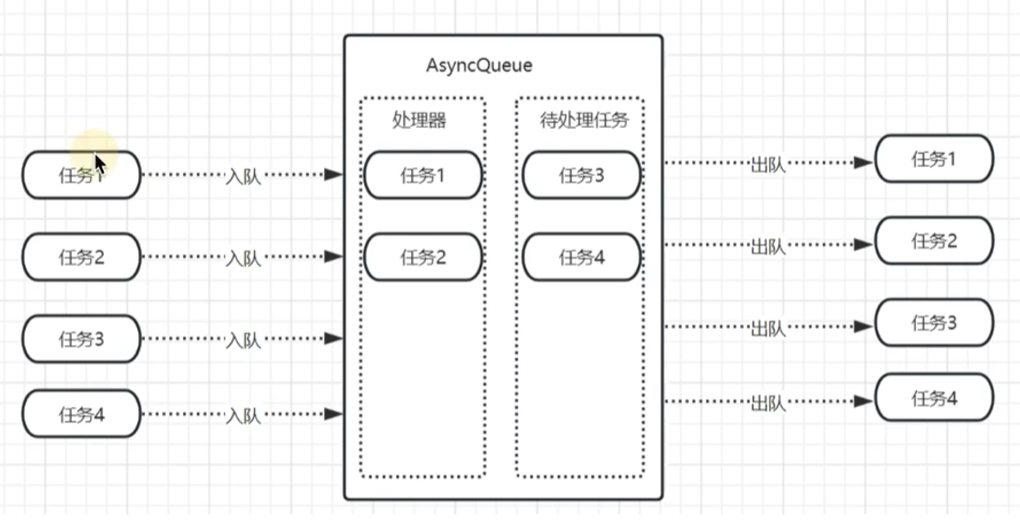 AsyncQueue
处理器
待处理任务
任务1
入队
任务1
任务3
出队
任务1
任务2
入队
任务2
任务4
出队
任务2
任务3
入队
出队
任务3
任务4
入队
出队
任务4